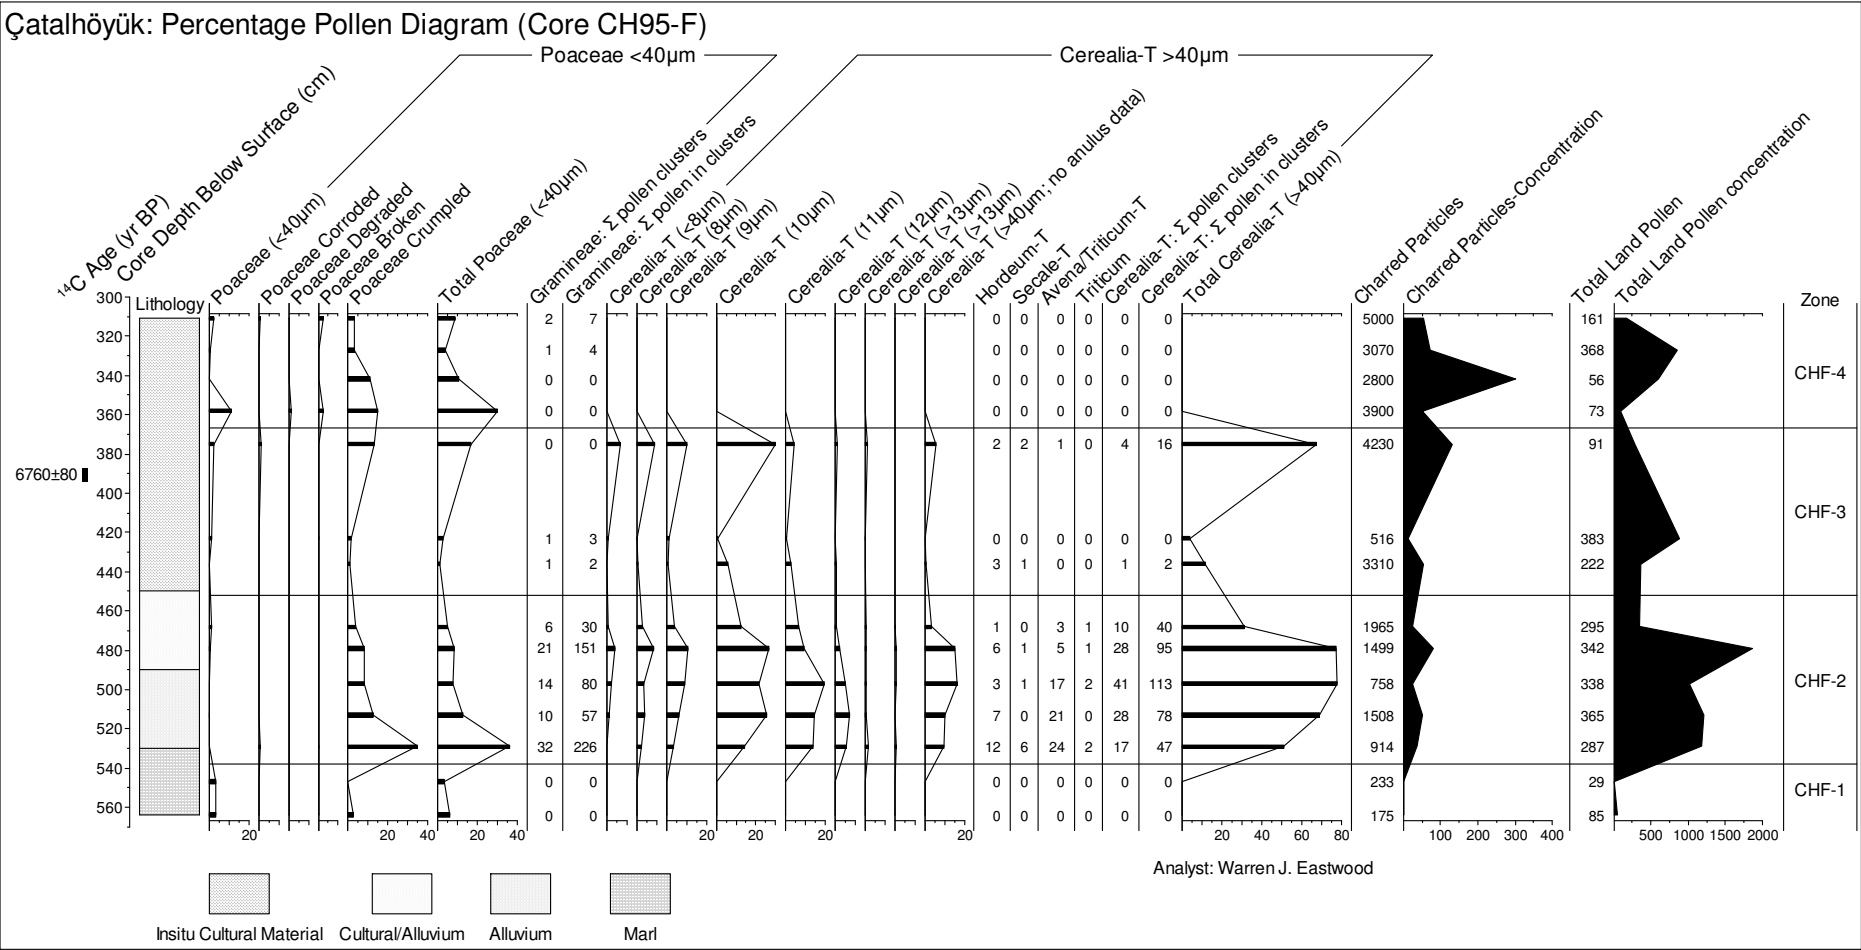 Çatalhöyük: Percentage Pollen Diagram (Core CH95-F)
Poaceae <40µm
Cerealia-T >40µm
¹⁴C Age (yr BP)
Core Depth Below Surface (cm)
Lithology
Poaceae (<40µm)
Poaceae Corroded
Poaceae Degraded
Poaceae Broken
Poaceae Crumpled
Total Poaceae (<40µm)
Gramineae: Σ pollen clusters
Gramineae: Σ pollen in clusters
Cerealia-T (<8µm)
Cerealia-T (8µm)
Cerealia-T (9µm)
Cerealia-T (10µm)
Cerealia-T (11µm)
Cerealia-T (12µm)
Cerealia-T (>13µm)
Cerealia-T (>13µm)
Cerealia-T (>40µm; no anulus data)
Hordeum-T
Secale-T
Avena/Triticum-T
Triticum
Cerealia-T: Σ pollen clusters
Cerealia-T: Σ pollen in clusters
Total Cerealia-T (>40µm)
Charred Particles
Charred Particles-Concentration
Total Land Pollen
Total Land Pollen concentration
Zone
300
320
340
360
380
400
420
440
460
480
500
520
540
560
6760±80
2 7 0 0 0 0 0 0 5000 161
1 4 0 0 0 0 0 0 3070 368
0 0 0 0 0 0 0 0 2800 56
0 0 0 0 0 0 0 0 3900 73
0 0 2 2 1 0 4 16 4230 91
1 3 0 0 0 0 0 0 516 383
1 2 3 1 0 0 1 2 3310 222
6 30 1 0 3 1 10 40 1965 295
21 151 6 1 5 1 28 95 1499 342
14 80 3 1 17 2 41 113 758 338
10 57 7 0 21 0 28 78 1508 365
32 226 12 6 24 2 17 47 914 287
0 0 0 0 0 0 0 0 233 29
0 0 0 0 0 0 0 0 175 85
CHF-4
CHF-3
CHF-2
CHF-1
20 20 40 20 40 20 20 20 20 20 40 60 80 100 200 300 400 500 1000 1500 2000
Analyst: Warren J. Eastwood
Insitu Cultural Material Cultural/Alluvium Alluvium Marl